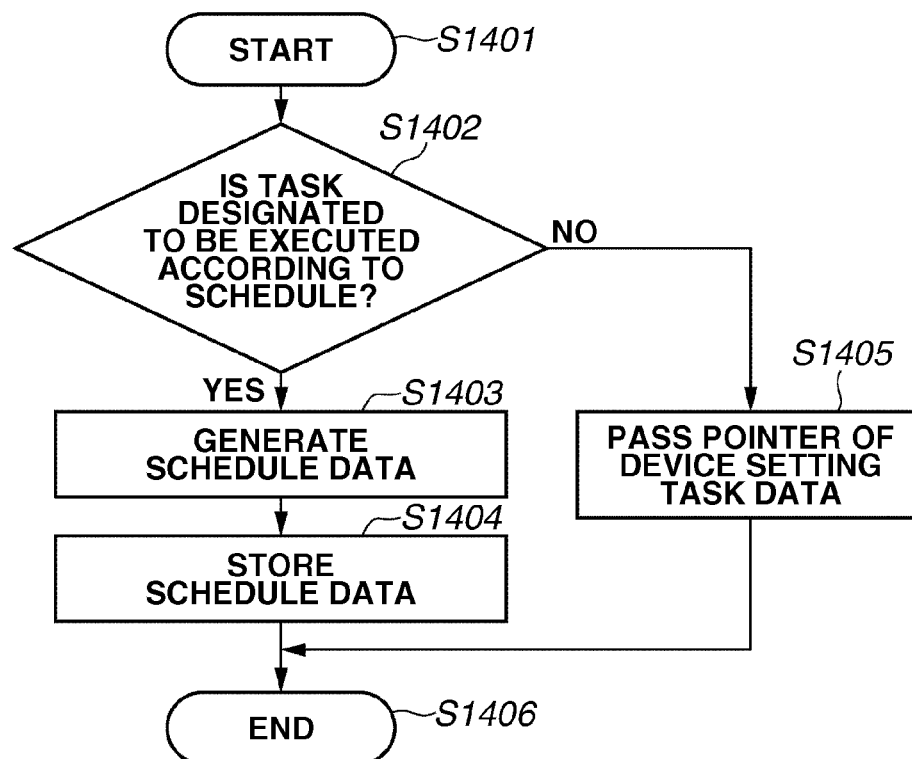 START
S1401
S1402
IS TASK
DESIGNATED
TO BE EXECUTED
ACCORDING TO
SCHEDULE?
NO
YES
S1403
GENERATE
SCHEDULE DATA
S1405
PASS POINTER OF
DEVICE SETTING
TASK DATA
S1404
STORE
SCHEDULE DATA
END
S1406